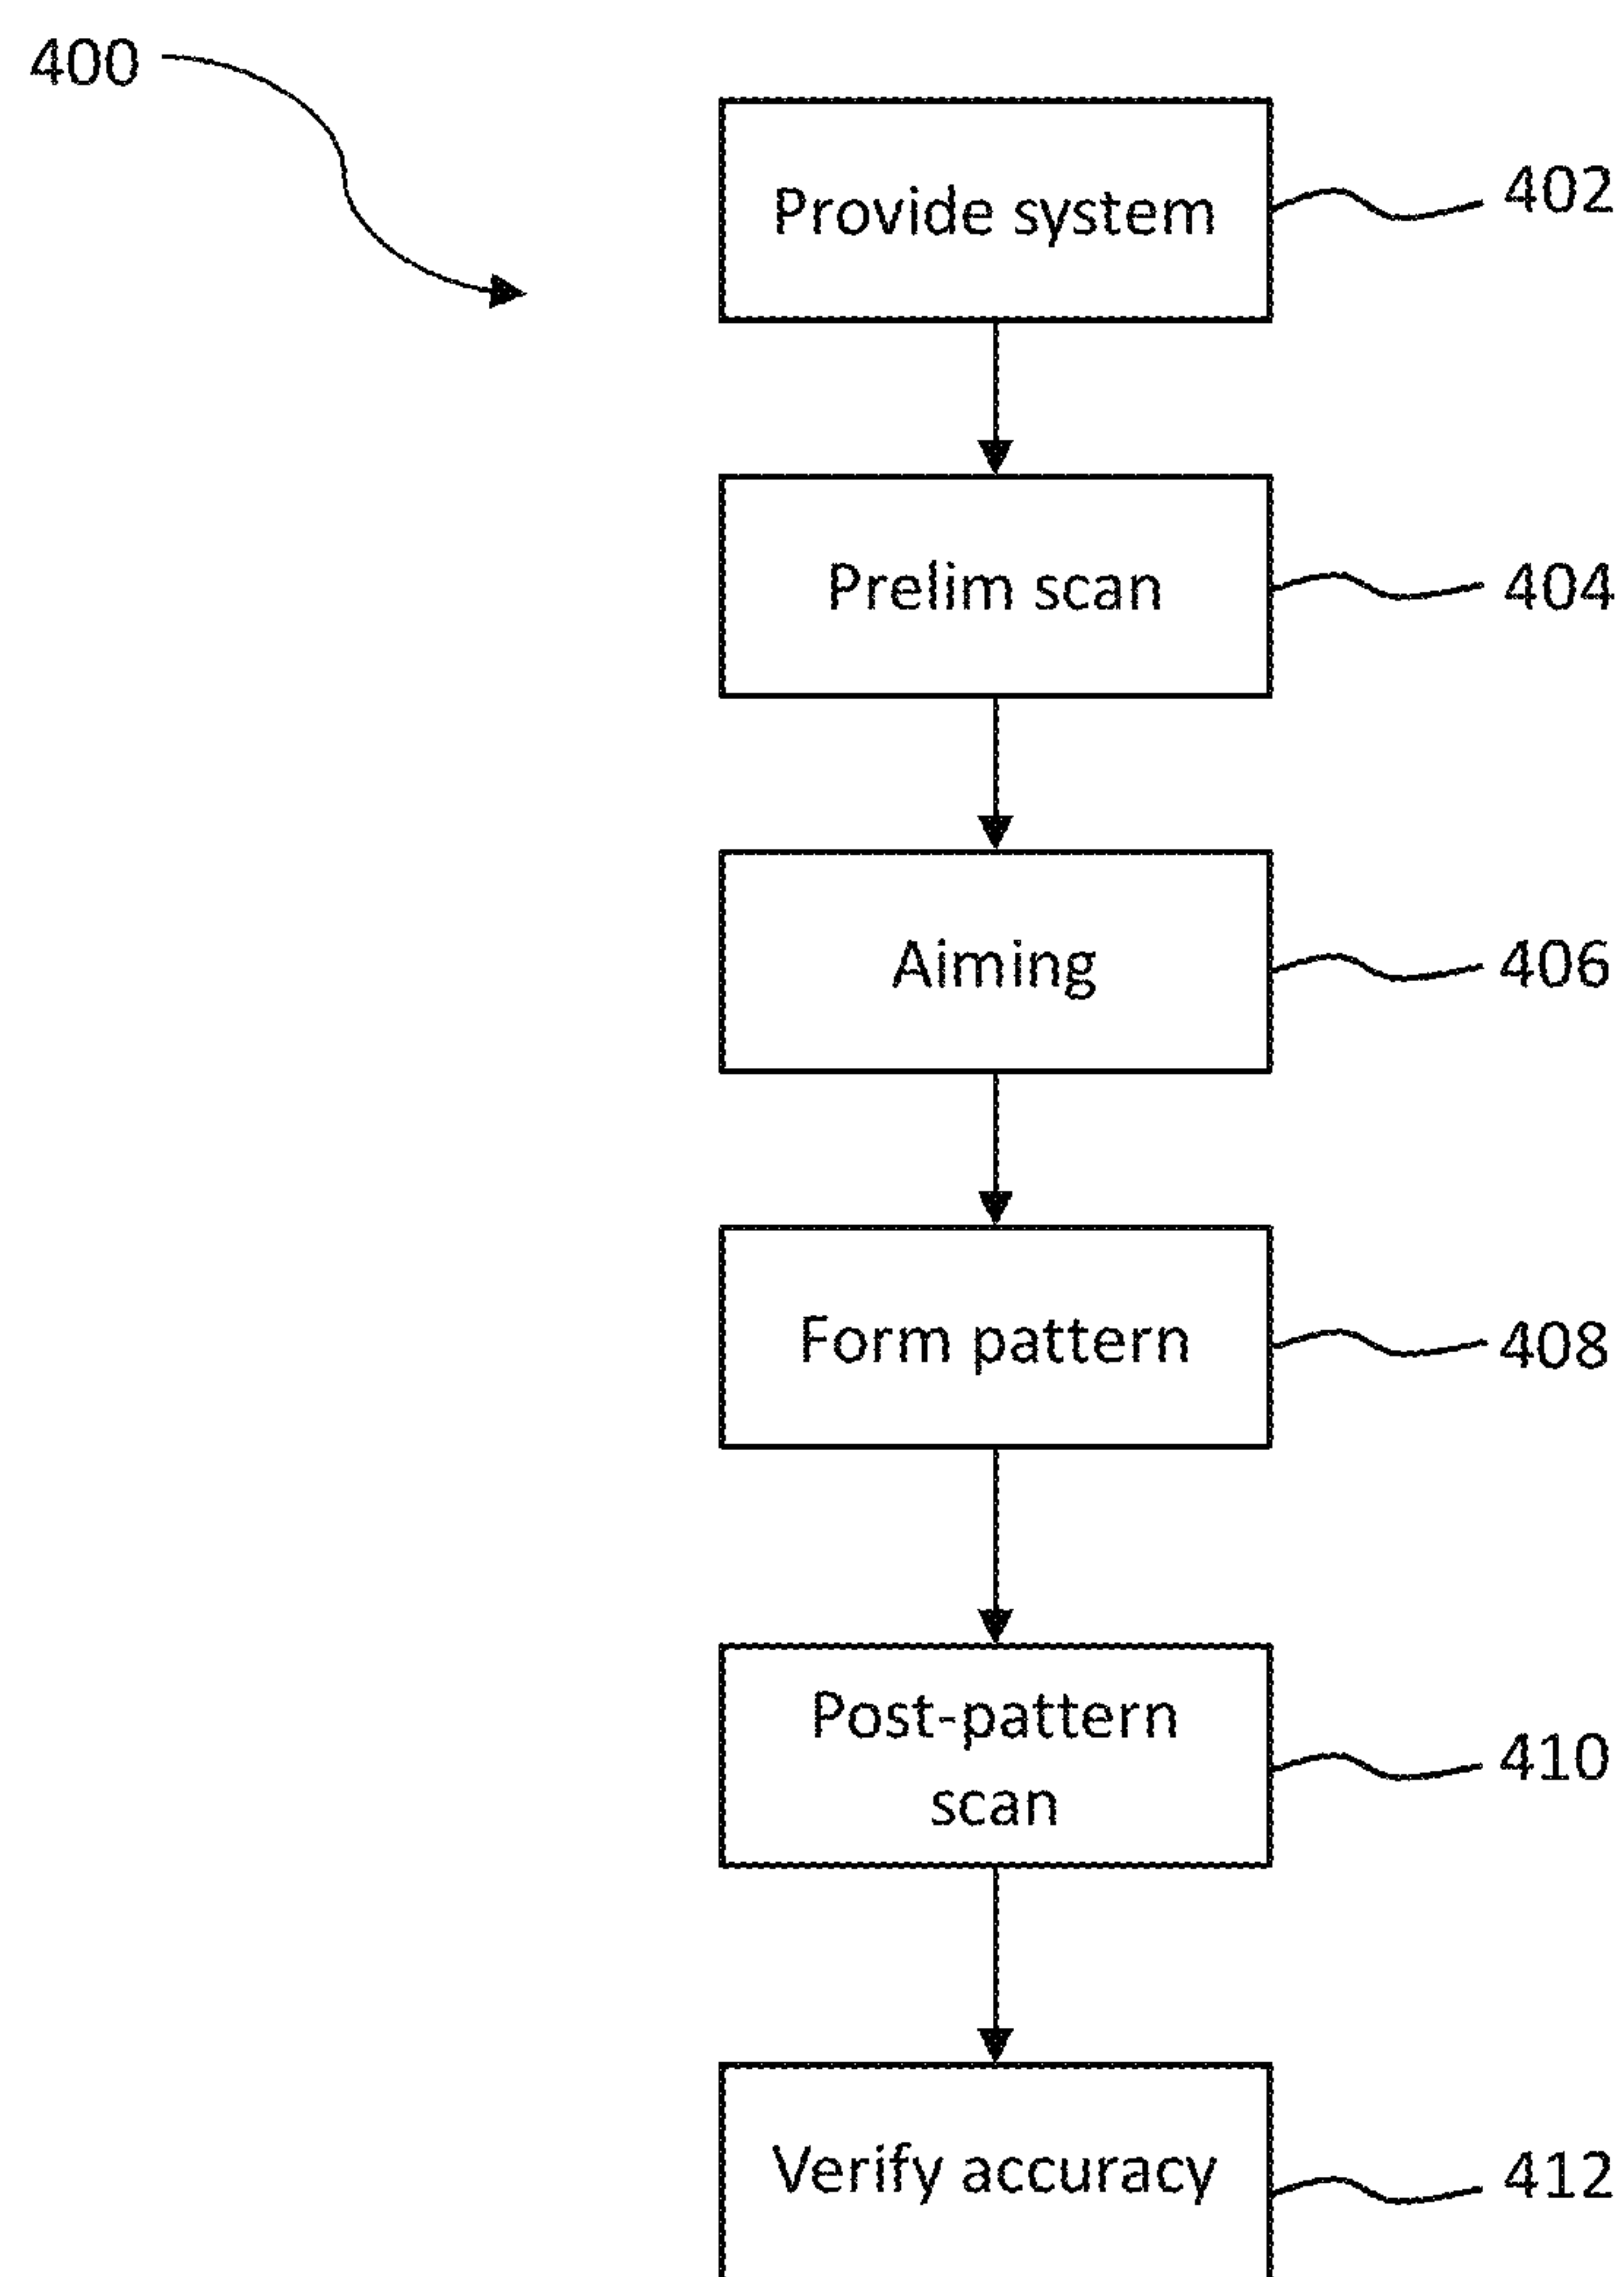 400
Provide system
402
Prelim scan
404
Aiming
406
Form pattern
408
Post-pattern
scan
410
Verify accuracy
412